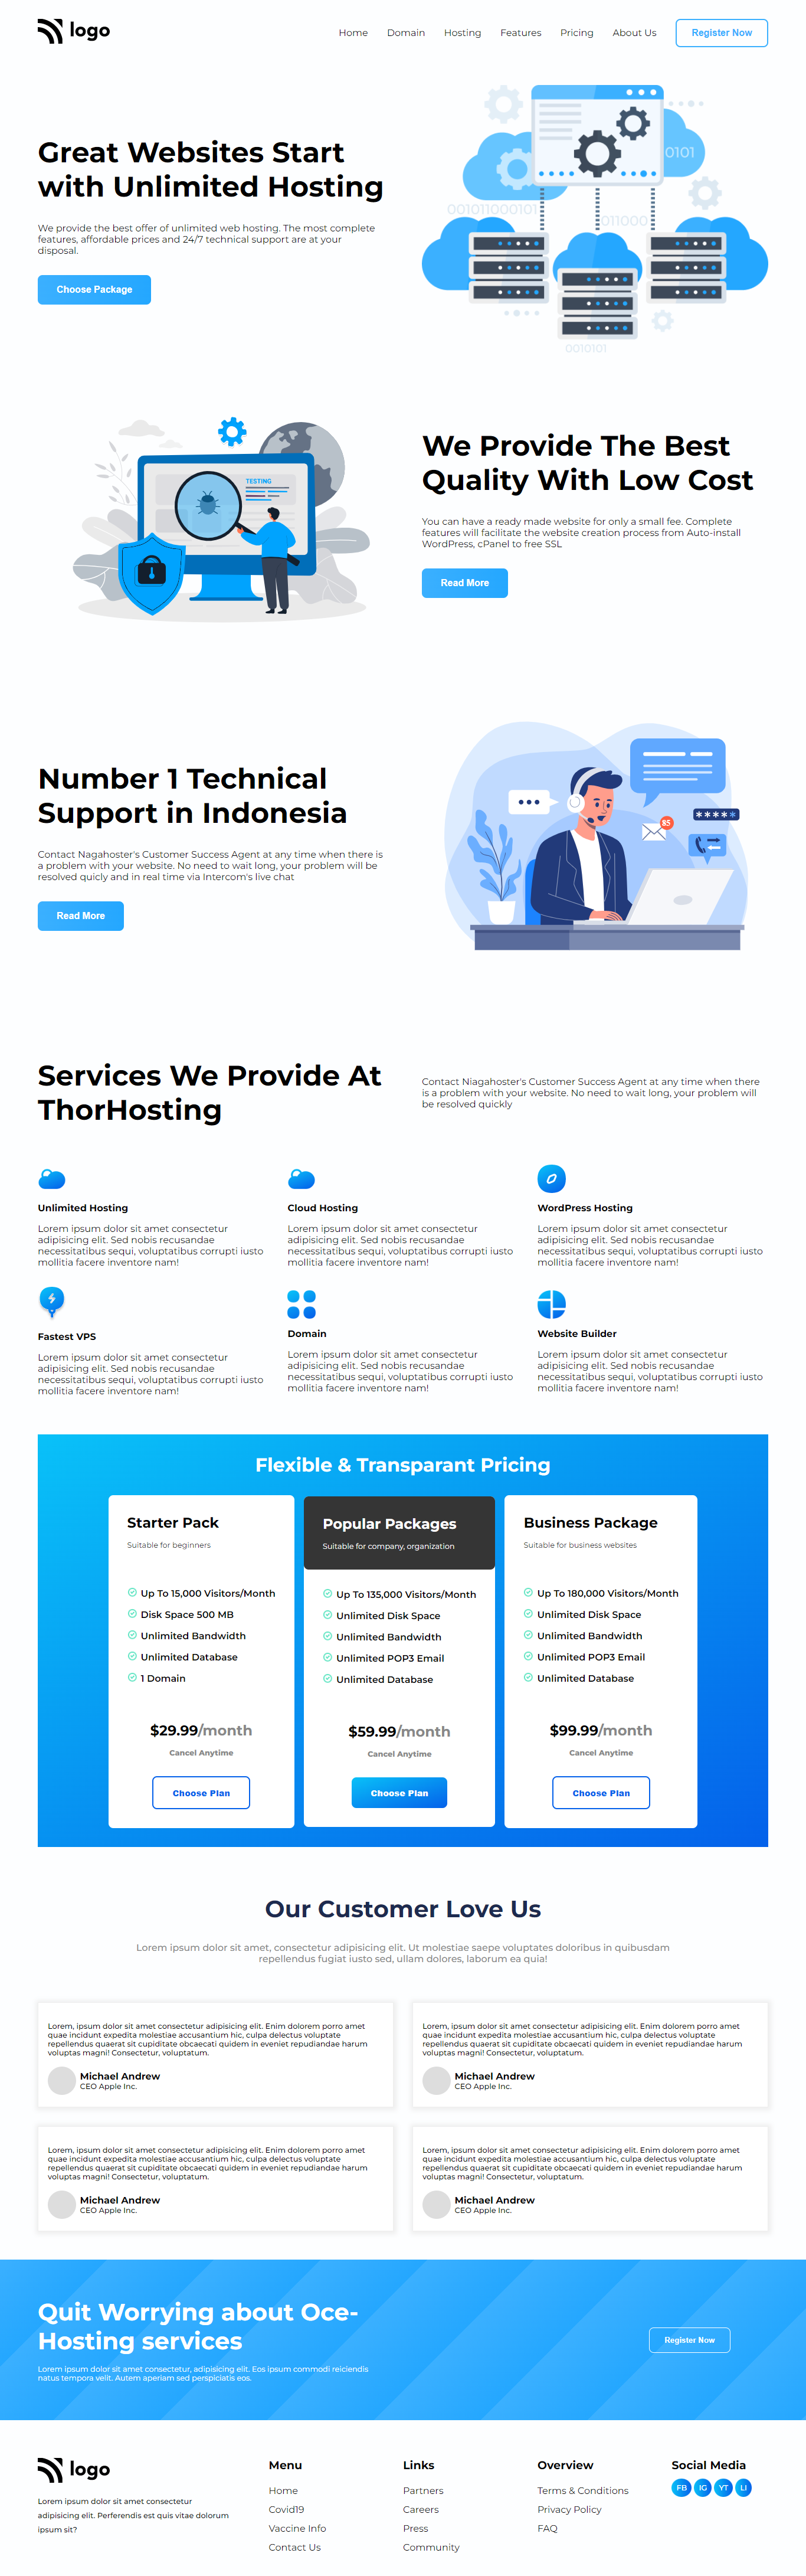 logo
Home Domain Hosting Features Pricing About Us Register Now
Great Websites Start
with Unlimited Hosting
We provide the best offer of unlimited web hosting. The most complete
features, affordable prices and 24/7 technical support are at your
disposal.
Choose Package
0101
001011000101
011000
0010101
TESTING
We Provide The Best
Quality With Low Cost
You can have a ready made website for only a small fee. Complete
features will facilitate the website creation process from Auto-install
WordPress, cPanel to free SSL
Read More
Number 1 Technical
Support in Indonesia
Contact Nagahoster's Customer Success Agent at any time when there is
a problem with your website. No need to wait long, your problem will be
resolved quicly and in real time via Intercom's live chat
Read More
85
*****
Services We Provide At
ThorHosting
Contact Niagahoster's Customer Success Agent at any time when there
is a problem with your website. No need to wait long, your problem will
be resolved quickly
Unlimited Hosting
Lorem ipsum dolor sit amet consectetur
adipisicing elit. Sed nobis recusandae
necessitatibus sequi, voluptatibus corrupti iusto
mollitia facere inventore nam!
Cloud Hosting
Lorem ipsum dolor sit amet consectetur
adipisicing elit. Sed nobis recusandae
necessitatibus sequi, voluptatibus corrupti iusto
mollitia facere inventore nam!
WordPress Hosting
Lorem ipsum dolor sit amet consectetur
adipisicing elit. Sed nobis recusandae
necessitatibus sequi, voluptatibus corrupti iusto
mollitia facere inventore nam!
Fastest VPS
Lorem ipsum dolor sit amet consectetur
adipisicing elit. Sed nobis recusandae
necessitatibus sequi, voluptatibus corrupti iusto
mollitia facere inventore nam!
Domain
Lorem ipsum dolor sit amet consectetur
adipisicing elit. Sed nobis recusandae
necessitatibus sequi, voluptatibus corrupti iusto
mollitia facere inventore nam!
Website Builder
Lorem ipsum dolor sit amet consectetur
adipisicing elit. Sed nobis recusandae
necessitatibus sequi, voluptatibus corrupti iusto
mollitia facere inventore nam!
Flexible & Transparant Pricing
Starter Pack
Suitable for beginners
Up To 15,000 Visitors/Month
Disk Space 500 MB
Unlimited Bandwidth
Unlimited Database
1 Domain
$29.99/month
Cancel Anytime
Choose Plan
Popular Packages
Suitable for company, organization
Up To 135,000 Visitors/Month
Unlimited Disk Space
Unlimited Bandwidth
Unlimited POP3 Email
Unlimited Database
$59.99/month
Cancel Anytime
Choose Plan
Business Package
Suitable for business websites
Up To 180,000 Visitors/Month
Unlimited Disk Space
Unlimited Bandwidth
Unlimited POP3 Email
Unlimited Database
$99.99/month
Cancel Anytime
Choose Plan
Our Customer Love Us
Lorem ipsum dolor sit amet, consectetur adipisicing elit. Ut molestiae saepe voluptates doloribus in quibusdam
repellendus fugiat iusto sed, ullam dolores, laborum ea quia!
Lorem, ipsum dolor sit amet consectetur adipisicing elit. Enim dolorem porro amet
quae incidunt expedita molestiae accusantium hic, culpa delectus voluptate
repellendus quaerat sit cupiditate obcaecati quidem in eveniet repudiandae harum
voluptas magni! Consectetur, voluptatum.
Michael Andrew
CEO Apple Inc.
Lorem, ipsum dolor sit amet consectetur adipisicing elit. Enim dolorem porro amet
quae incidunt expedita molestiae accusantium hic, culpa delectus voluptate
repellendus quaerat sit cupiditate obcaecati quidem in eveniet repudiandae harum
voluptas magni! Consectetur, voluptatum.
Michael Andrew
CEO Apple Inc.
Lorem, ipsum dolor sit amet consectetur adipisicing elit. Enim dolorem porro amet
quae incidunt expedita molestiae accusantium hic, culpa delectus voluptate
repellendus quaerat sit cupiditate obcaecati quidem in eveniet repudiandae harum
voluptas magni! Consectetur, voluptatum.
Michael Andrew
CEO Apple Inc.
Lorem, ipsum dolor sit amet consectetur adipisicing elit. Enim dolorem porro amet
quae incidunt expedita molestiae accusantium hic, culpa delectus voluptate
repellendus quaerat sit cupiditate obcaecati quidem in eveniet repudiandae harum
voluptas magni! Consectetur, voluptatum.
Michael Andrew
CEO Apple Inc.
Quit Worrying about Oce-
Hosting services
Lorem ipsum dolor sit amet consectetur, adipisicing elit. Eos ipsum commodi reiciendis
natus tempora velit. Autem aperiam sed perspiciatis eos.
Register Now
logo
Lorem ipsum dolor sit amet consectetur
adipisicing elit. Perferendis est quis vitae dolorum
ipsum sit?
Menu
Home
Covid19
Vaccine Info
Contact Us
Links
Partners
Careers
Press
Community
Overview
Terms & Conditions
Privacy Policy
FAQ
Social Media
FB IG YT LI